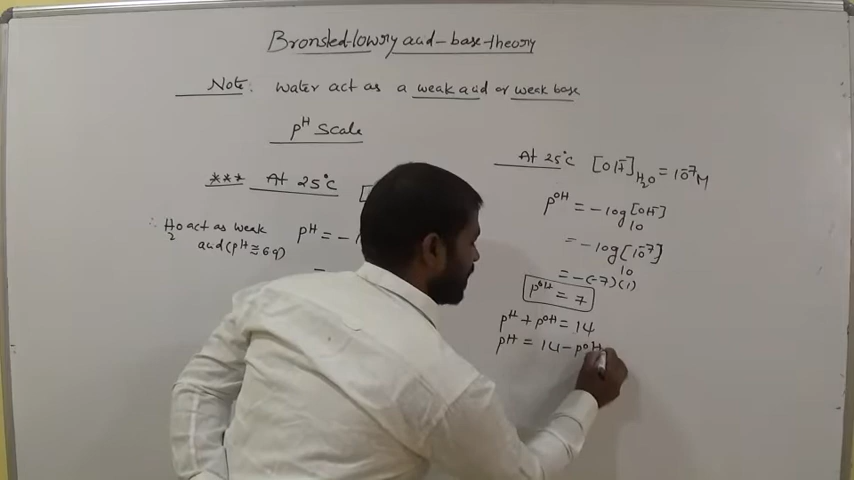 Bronsted-lowry acid-base-theory
Note: water act as a weak acid or weak base
pH Scale
*** At 25°C [
∴ H2O act as weak
acid (pH ≅ 6.9)
pH = -
=
At 25°C [OH-]H2O = 10-7 M
pOH = -log10[OH-]
= -log10[10-7]
= -(-7)(1)
pOH = 7
pH + pOH = 14
pH = 14 - pOH